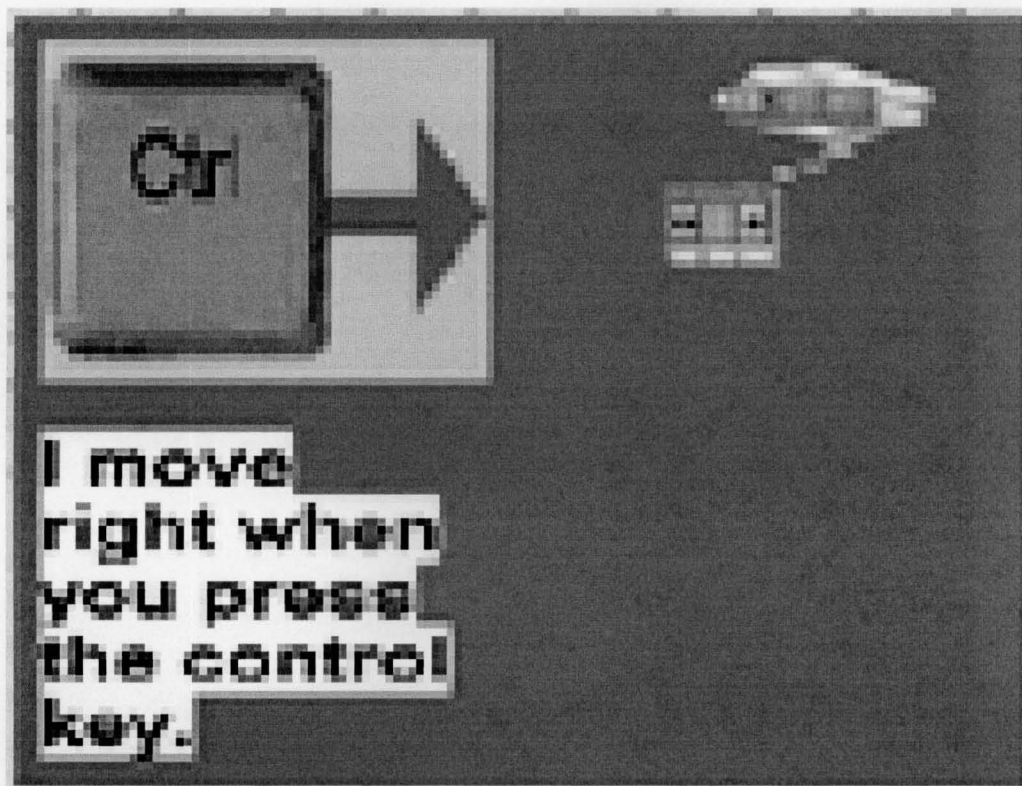 Ctrl
I move
right when
you press
the control
key.